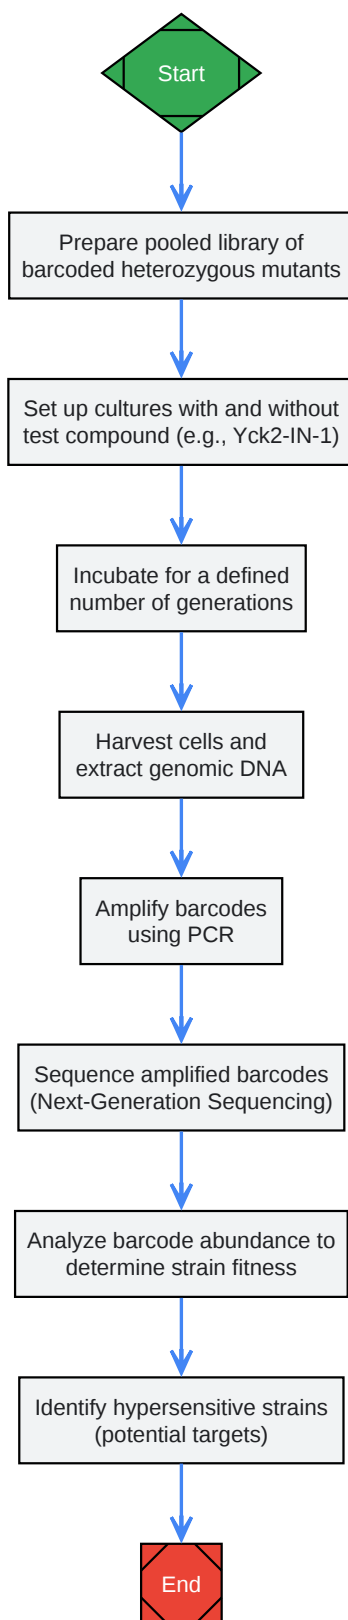 Start
Prepare pooled library of
barcoded heterozygous mutants
Set up cultures with and without
test compound (e.g., Yck2-IN-1)
Incubate for a defined
number of generations
Harvest cells and
extract genomic DNA
Amplify barcodes
using PCR
Sequence amplified barcodes
(Next-Generation Sequencing)
Analyze barcode abundance to
determine strain fitness
Identify hypersensitive strains
(potential targets)
End